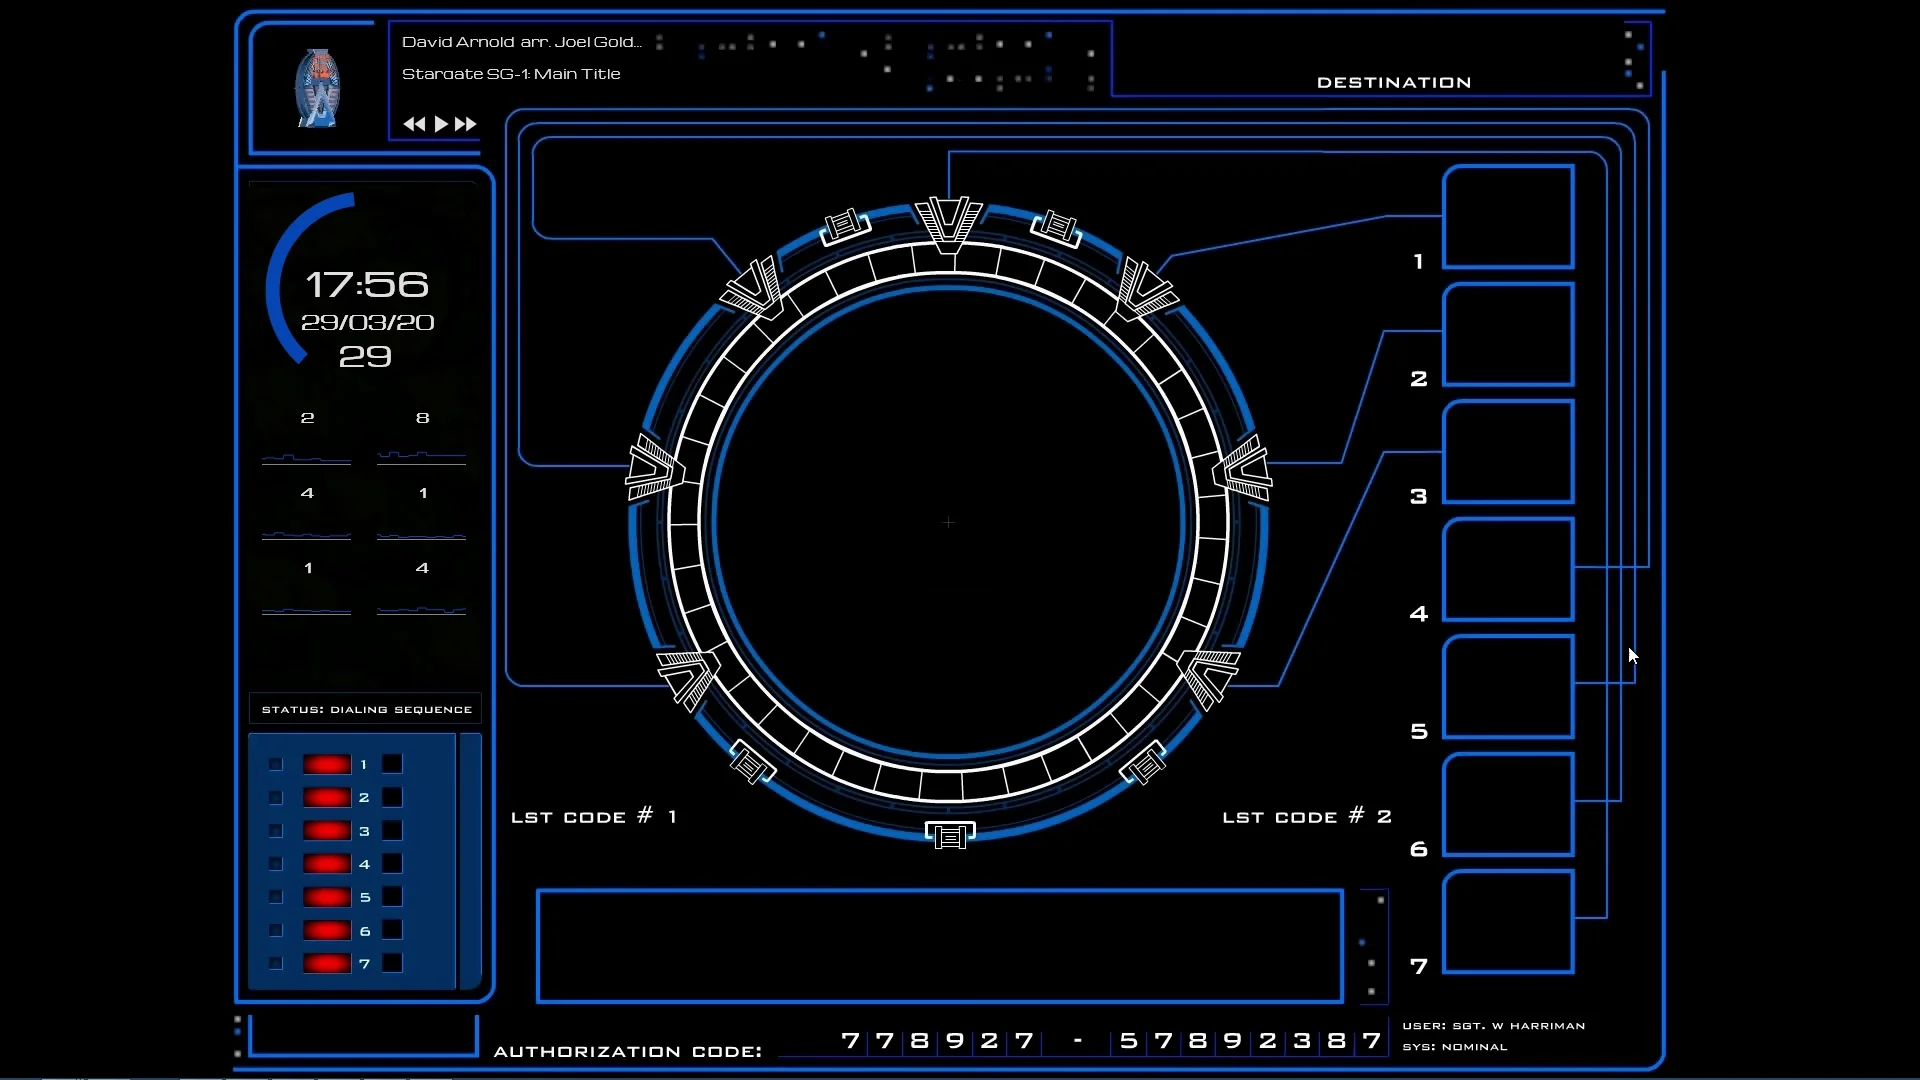 David Arnold arr. Joel Gold...
Stargate SG-1: Main Title
DESTINATION
17:56
29/03/20
29
2 8
4 1
1 4
STATUS: DIALING SEQUENCE
1
2
3
4
5
6
7
LST CODE # 1
LST CODE # 2
1
2
3
4
5
6
7
AUTHORIZATION CODE: 778927 - 57892387
USER: SGT. W HARRIMAN
SYS: NOMINAL